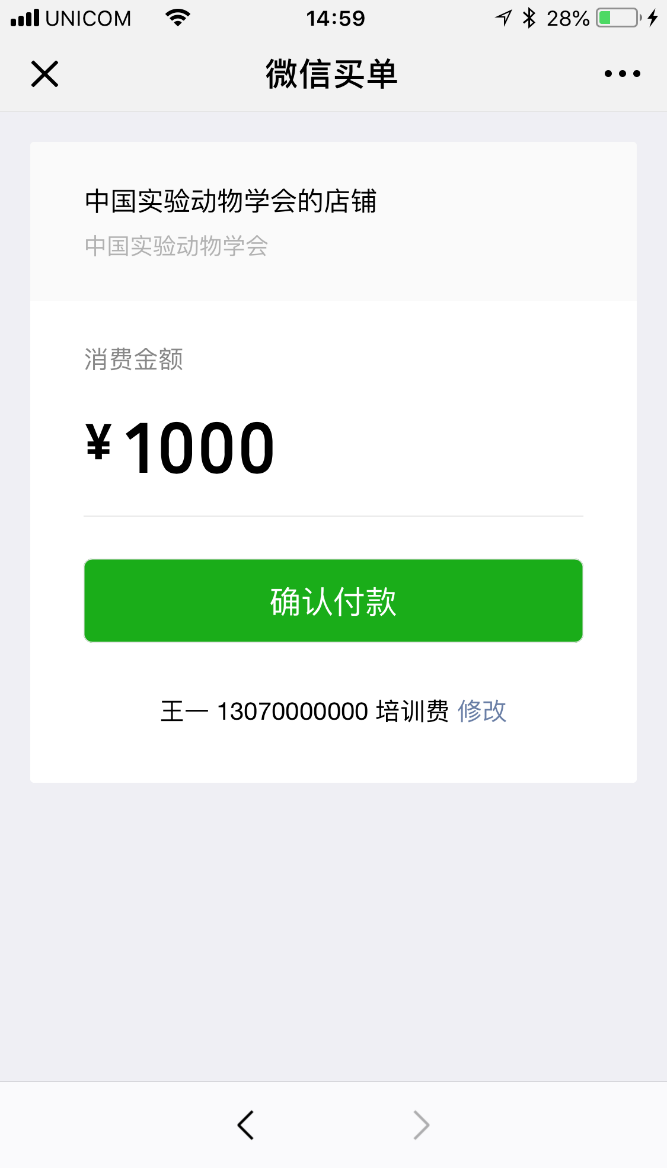 UNICOM 14:59 28%
微信买单
中国实验动物学会的店铺
中国实验动物学会
消费金额
¥1000
确认付款
王一 13070000000 培训费 修改